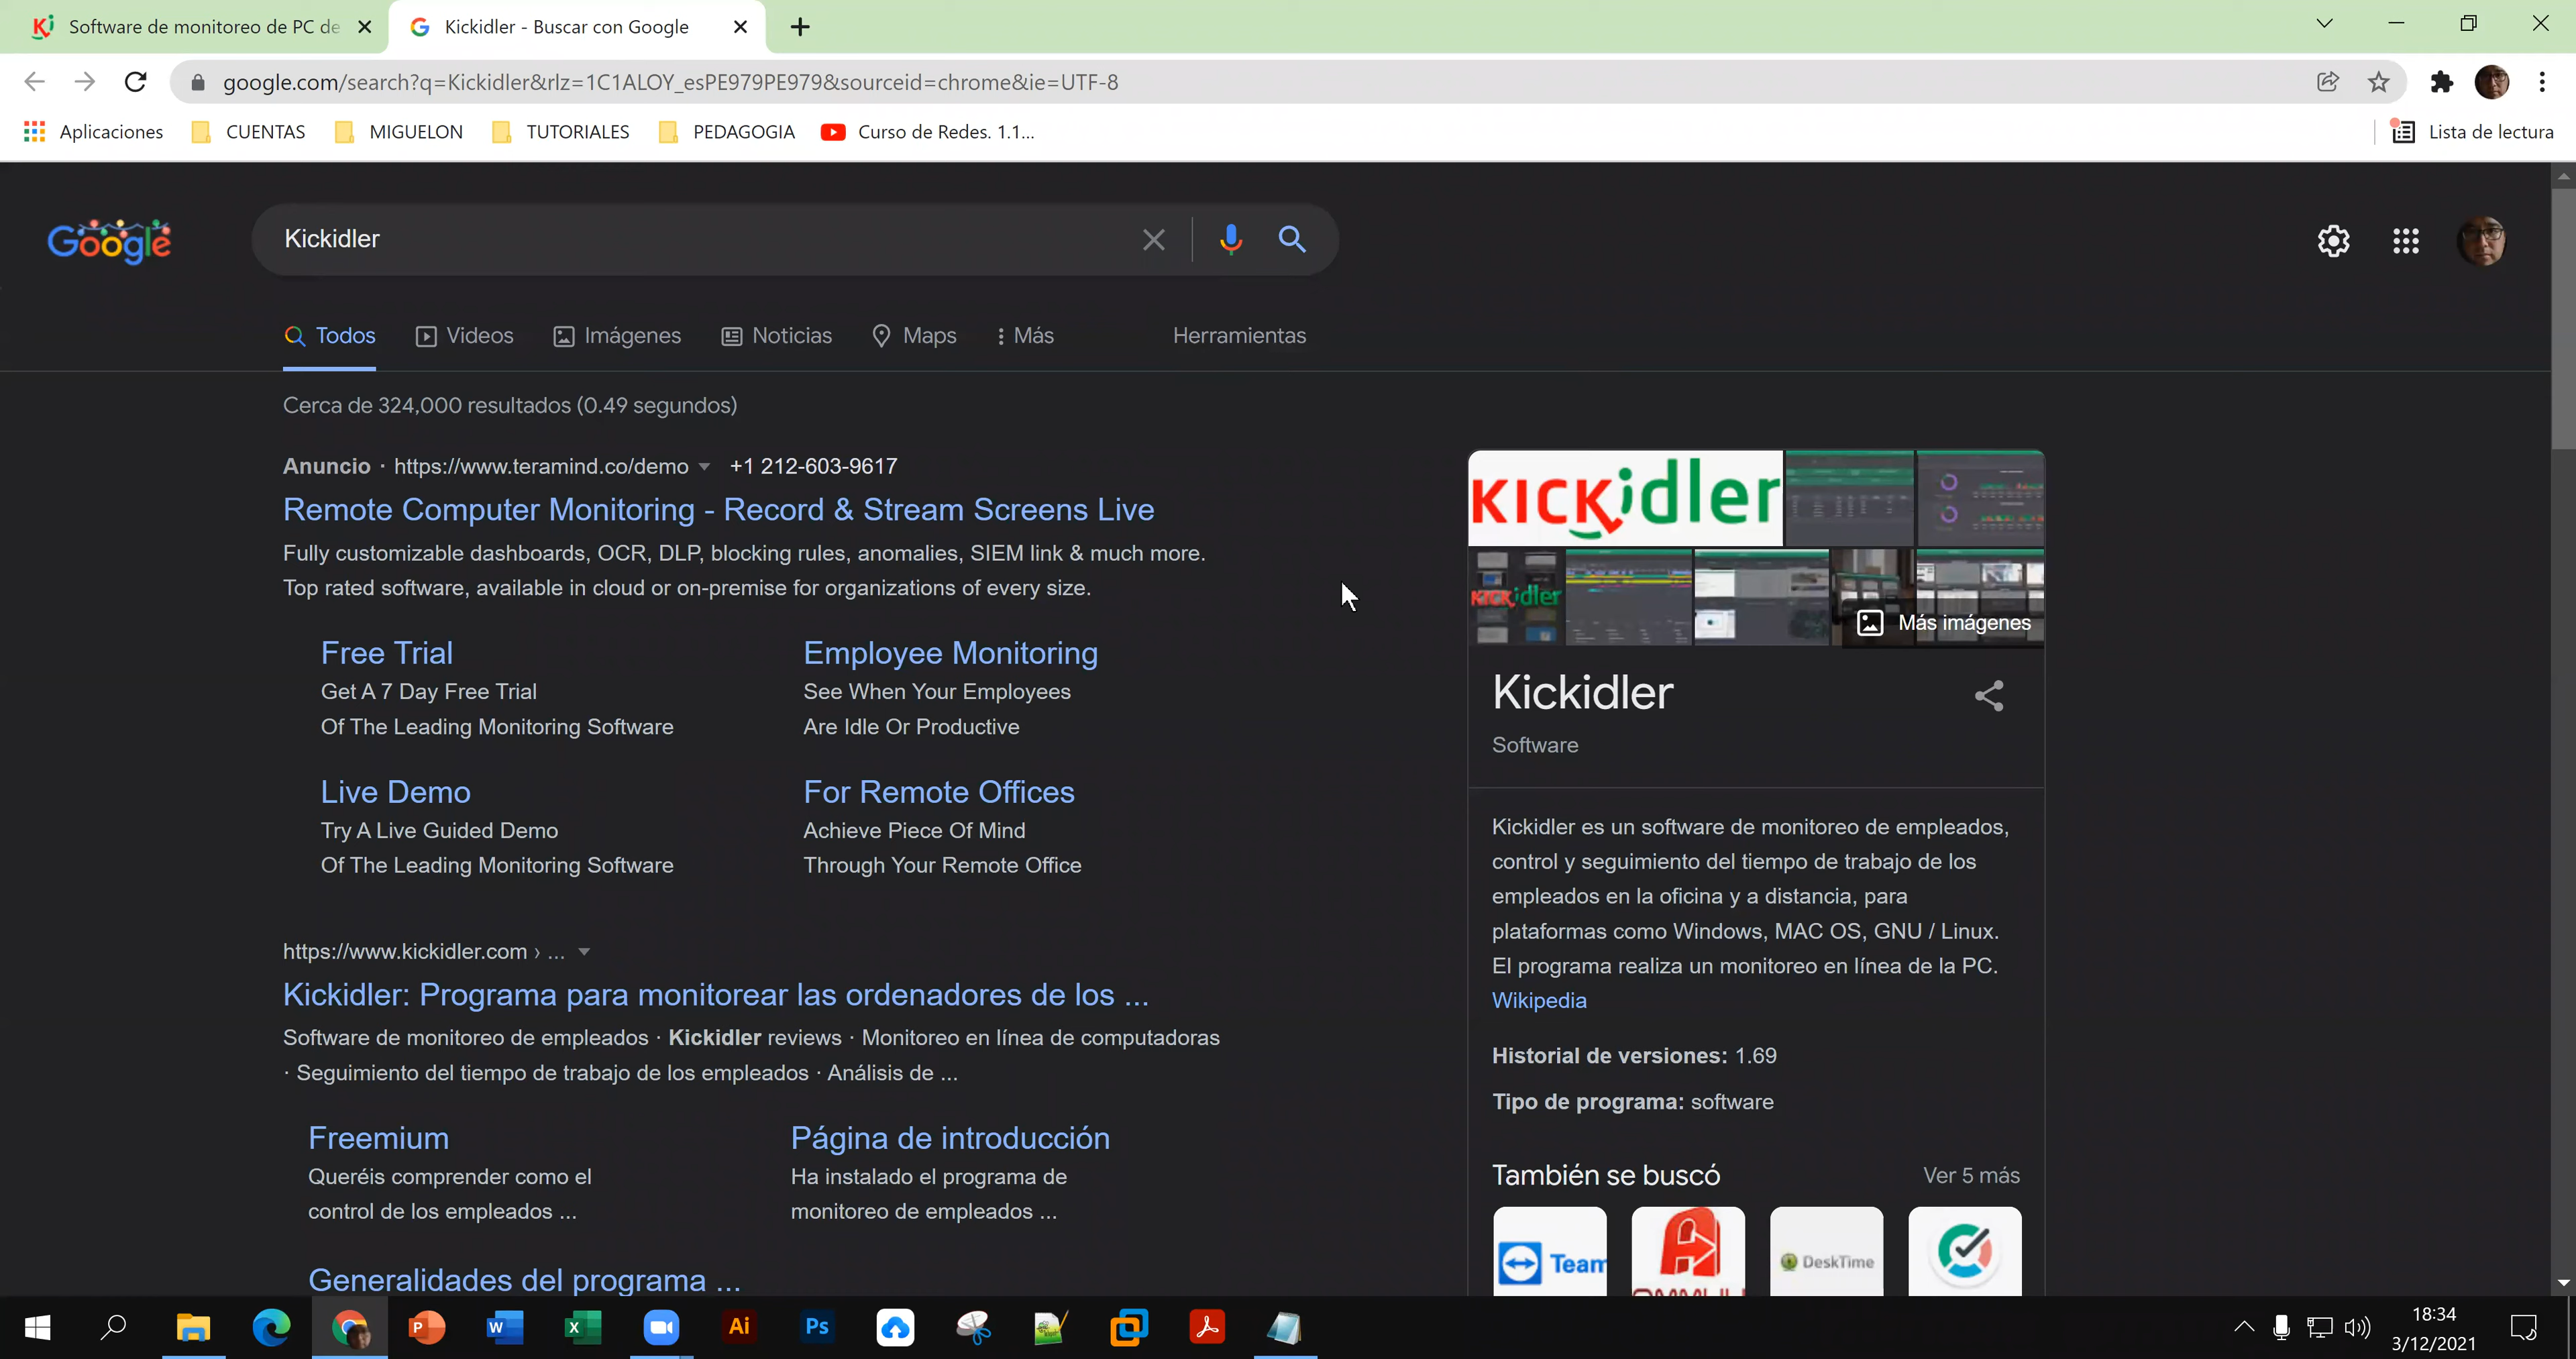 Software de monitoreo de PC de
Kickidler - Buscar con Google
google.com/search?q=Kickidler&rlz=1C1ALOY_esPE979PE979&sourceid=chrome&ie=UTF-8
Aplicaciones
CUENTAS
MIGUELON
TUTORIALES
PEDAGOGIA
Curso de Redes. 1.1...
Lista de lectura
Google
Kickidler
Todos
Videos
Imágenes
Noticias
Maps
Más
Herramientas
Cerca de 324,000 resultados (0.49 segundos)
Anuncio · https://www.teramind.co/demo +1 212-603-9617
Remote Computer Monitoring - Record & Stream Screens Live
Fully customizable dashboards, OCR, DLP, blocking rules, anomalies, SIEM link & much more.
Top rated software, available in cloud or on-premise for organizations of every size.
Free Trial
Get A 7 Day Free Trial
Of The Leading Monitoring Software
Employee Monitoring
See When Your Employees
Are Idle Or Productive
Live Demo
Try A Live Guided Demo
Of The Leading Monitoring Software
For Remote Offices
Achieve Piece Of Mind
Through Your Remote Office
https://www.kickidler.com › ...
Kickidler: Programa para monitorear las ordenadores de los ...
Software de monitoreo de empleados · Kickidler reviews · Monitoreo en línea de computadoras
· Seguimiento del tiempo de trabajo de los empleados · Análisis de ...
Freemium
Queréis comprender como el
control de los empleados ...
Página de introducción
Ha instalado el programa de
monitoreo de empleados ...
Generalidades del programa ...
KICKidler
KICKidler
Más imágenes
Kickidler
Software
Kickidler es un software de monitoreo de empleados,
control y seguimiento del tiempo de trabajo de los
empleados en la oficina y a distancia, para
plataformas como Windows, MAC OS, GNU / Linux.
El programa realiza un monitoreo en línea de la PC.
Wikipedia
Historial de versiones: 1.69
Tipo de programa: software
También se buscó
Ver 5 más
Team
DeskTime
P
W
X
Ai
Ps
18:34
3/12/2021